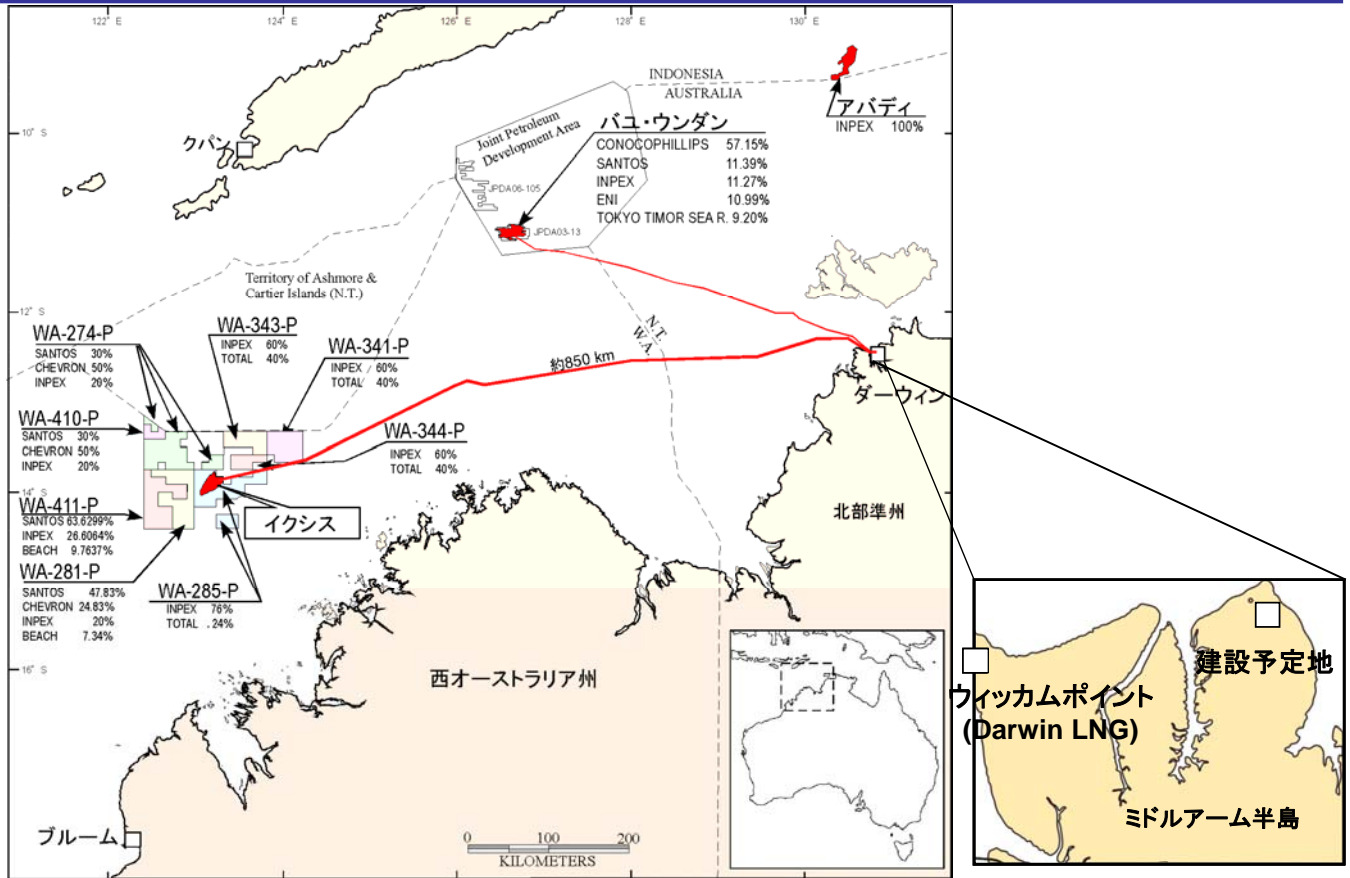 122° E
124° E
126° E
128° E
130° E
10° S
12° S
14° S
16° S
INDONESIA
AUSTRALIA
アバディ
INPEX 100%
クパン
Joint Petroleum
Development Area
JPDA06-105
JPDA03-13
バユ・ウンダン
CONOCOPHILLIPS 57.15%
SANTOS 11.39%
INPEX 11.27%
ENI 10.99%
TOKYO TIMOR SEA R. 9.20%
Territory of Ashmore &
Cartier Islands (N.T.)
N.T.
W.A.
WA-274-P
SANTOS 30%
CHEVRON 50%
INPEX 20%
WA-343-P
INPEX 60%
TOTAL 40%
WA-341-P
INPEX 60%
TOTAL 40%
約850 km
ダーウィン
WA-410-P
SANTOS 30%
CHEVRON 50%
INPEX 20%
WA-344-P
INPEX 60%
TOTAL 40%
WA-411-P
SANTOS 63.6299%
INPEX 26.6064%
BEACH 9.7637%
イクシス
北部準州
WA-281-P
SANTOS 47.83%
CHEVRON 24.83%
INPEX 20%
BEACH 7.34%
WA-285-P
INPEX 76%
TOTAL .24%
西オーストラリア州
ブルーム
0 100 200
KILOMETERS
建設予定地
ウィッカムポイント
(Darwin LNG)
ミドルアーム半島